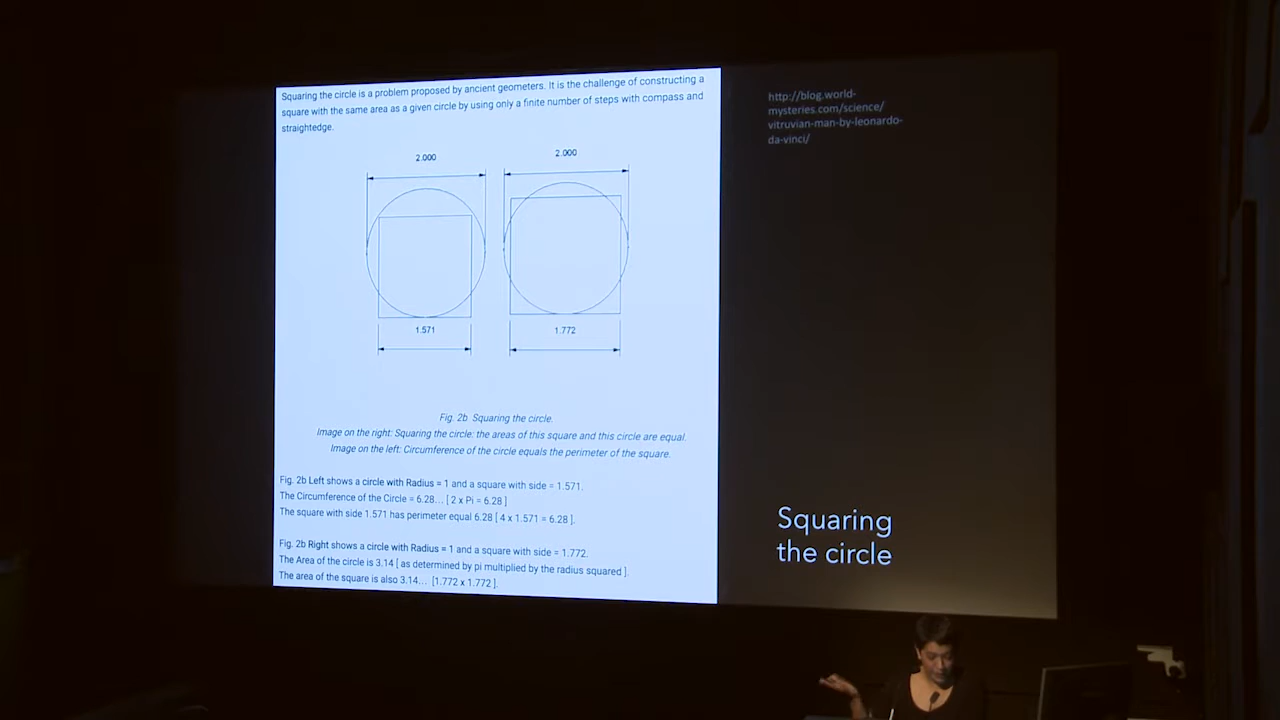 Squaring the circle is a problem proposed by ancient geometers. It is the challenge of constructing a
square with the same area as a given circle by using only a finite number of steps with compass and
straightedge.
2.000
2.000
1.571
1.772
Fig. 2b Squaring the circle.
Image on the right: Squaring the circle: the areas of this square and this circle are equal.
Image on the left: Circumference of the circle equals the perimeter of the square.
Fig. 2b Left shows a circle with Radius = 1 and a square with side = 1.571.
The Circumference of the Circle = 6.28... [ 2 x Pi = 6.28 ]
The square with side 1.571 has perimeter equal 6.28 [ 4 x 1.571 = 6.28 ].
Fig. 2b Right shows a circle with Radius = 1 and a square with side = 1.772.
The Area of the circle is 3.14 [ as determined by pi multiplied by the radius squared ].
The area of the square is also 3.14... [1.772 x 1.772 ].
http://blog.world-
mysteries.com/science/
vitruvian-man-by-leonardo-
da-vinci/
Squaring
the circle